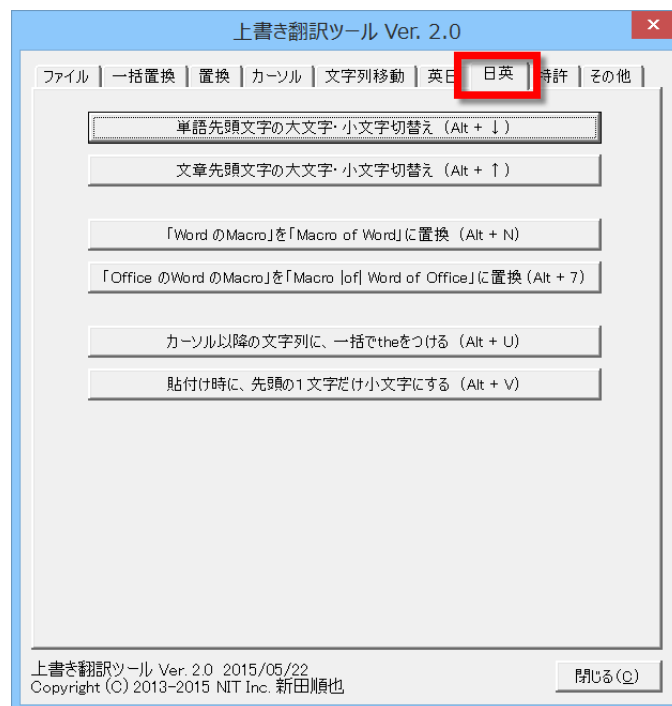 上書き翻訳ツール Ver. 2.0
ファイル 一括置換 置換 カーソル 文字列移動 英日 日英 特許 その他
単語先頭文字の大文字・小文字切替え (Alt + ↓)
文章先頭文字の大文字・小文字切替え (Alt + ↑)
「Word のMacro」を「Macro of Word」に置換 (Alt + N)
「Office のWord のMacro」を「Macro |of| Word of Office」に置換 (Alt + 7)
カーソル以降の文字列に、一括でtheをつける (Alt + U)
貼付け時に、先頭の1文字だけ小文字にする (Alt + V)
上書き翻訳ツール Ver. 2.0 2015/05/22
Copyright (C) 2013-2015 NIT Inc. 新田順也
閉じる(C)